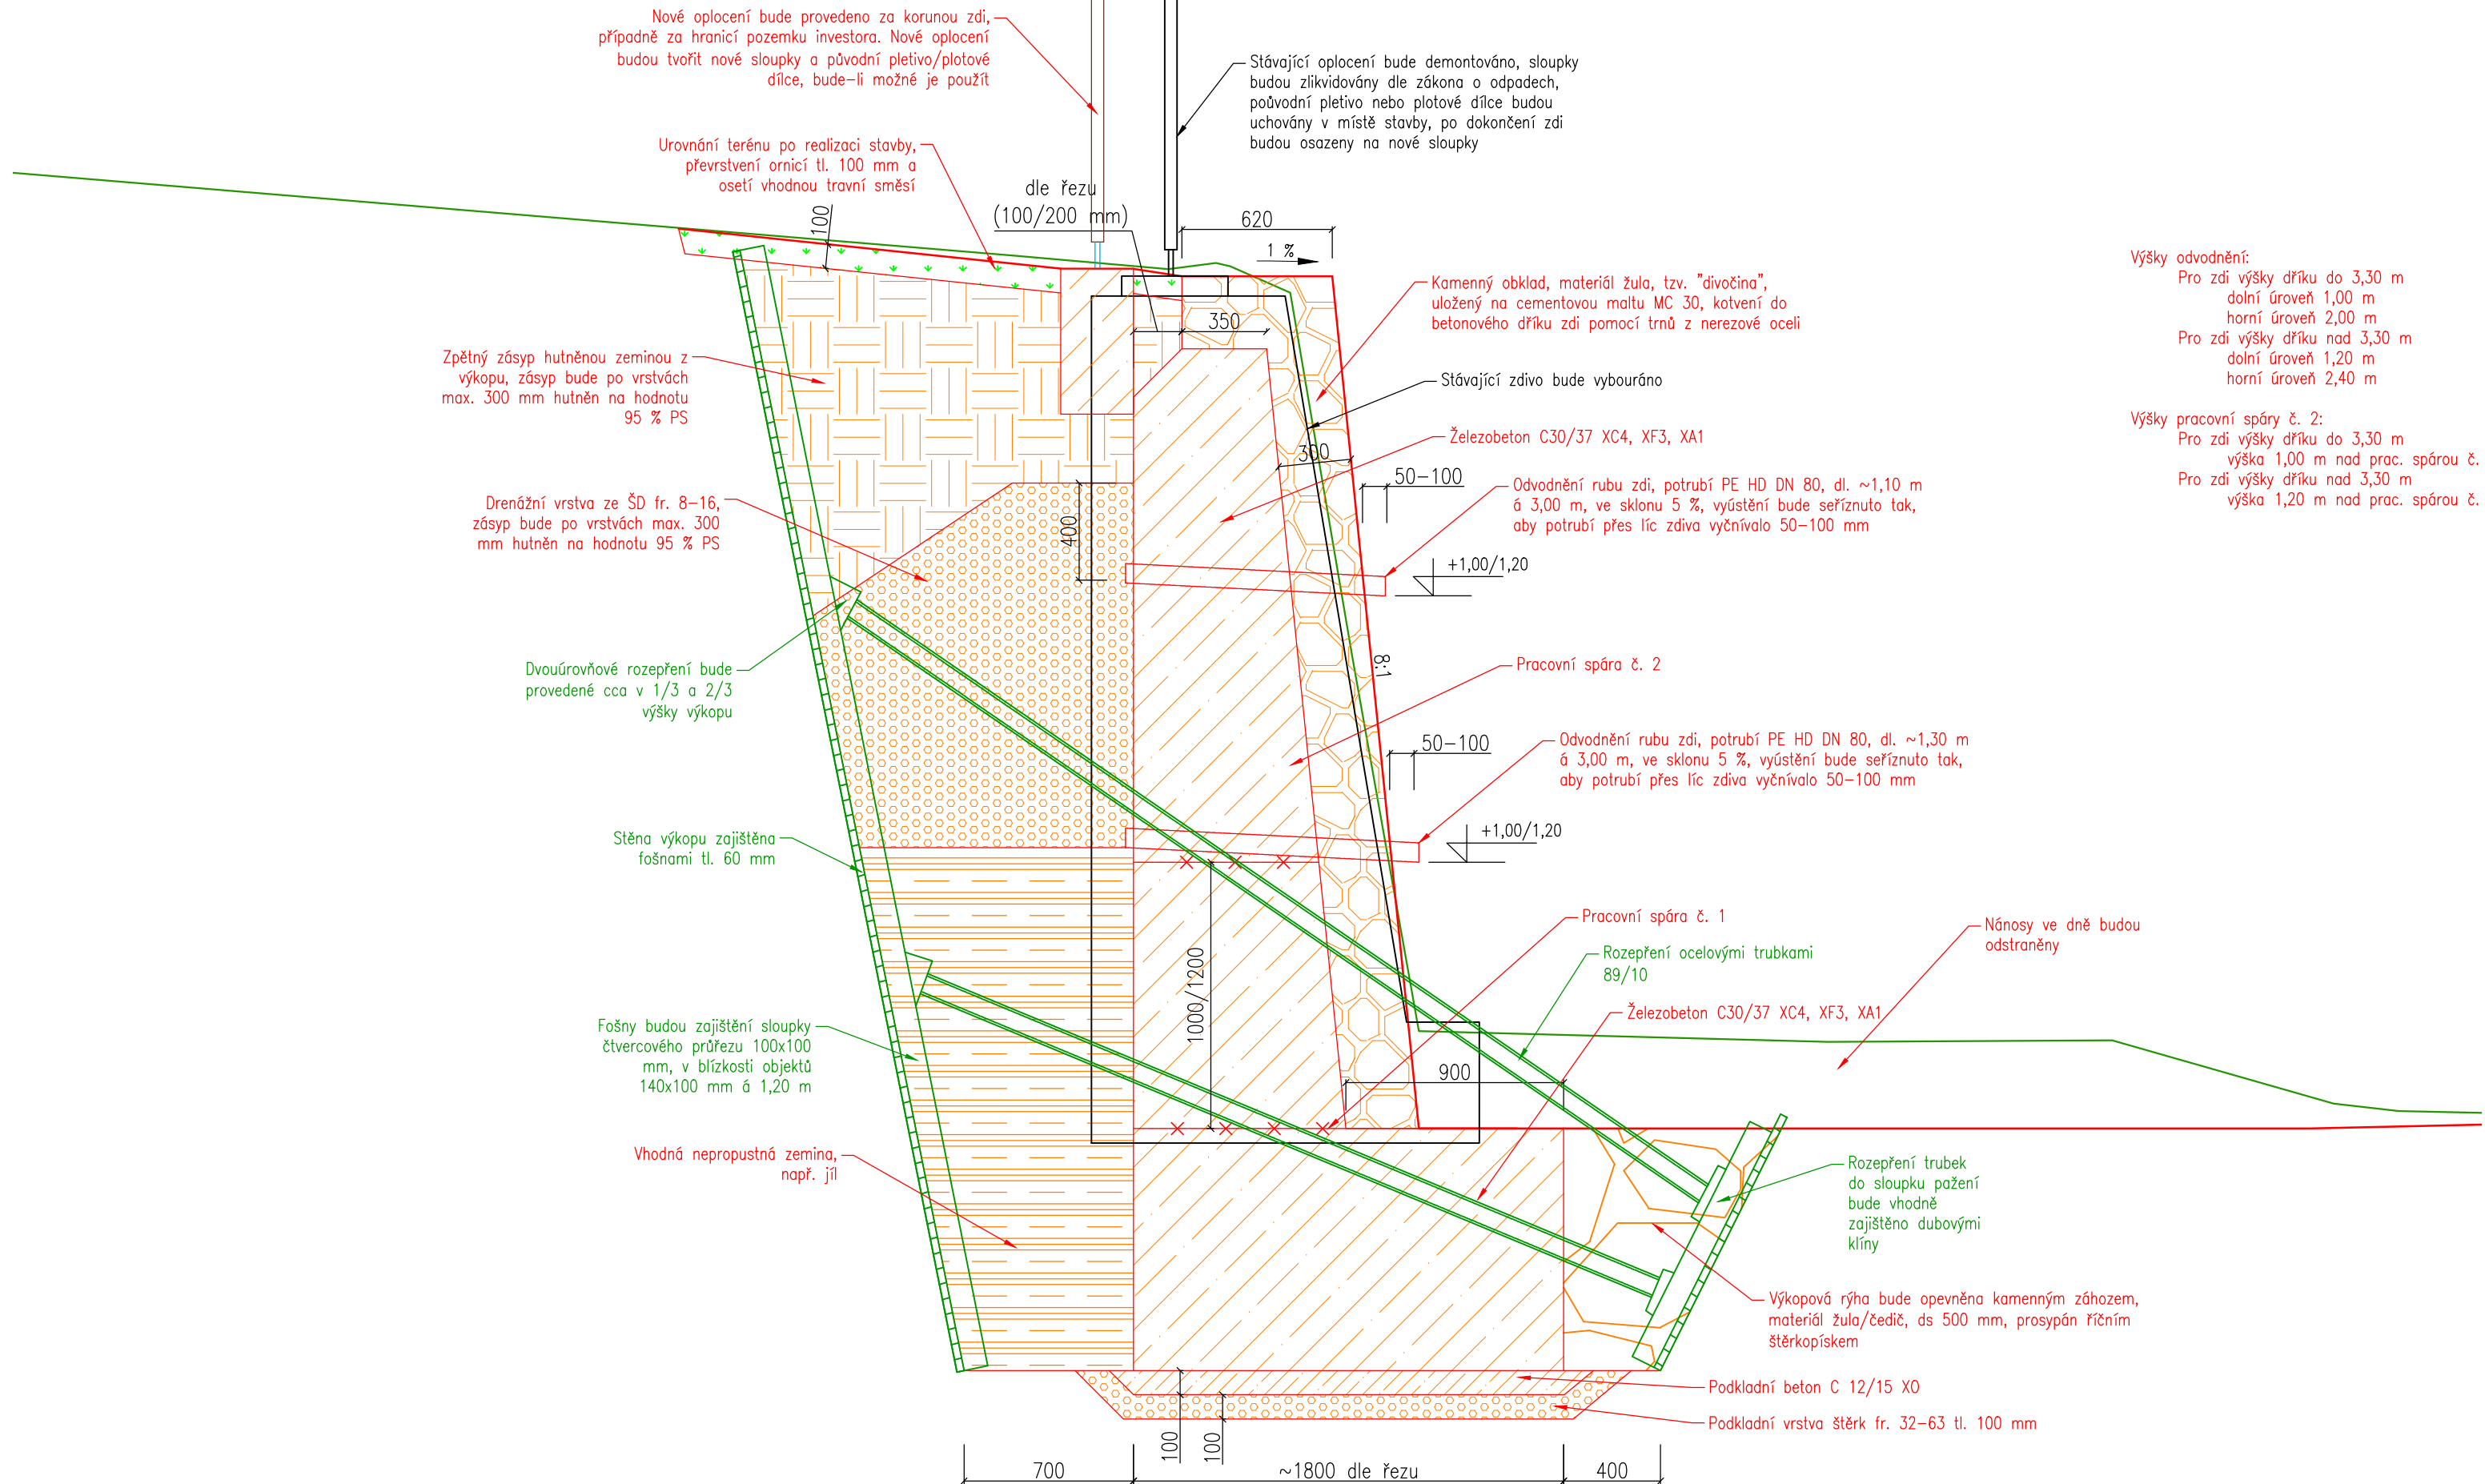 Nové oplocení bude provedeno za korunou zdi,
případně za hranicí pozemku investora. Nové oplocení
budou tvořit nové sloupky a původní pletivo/plotové
dílce, bude-li možné je použít
Stávající oplocení bude demontováno, sloupky
budou zlikvidovány dle zákona o odpadech,
poůvodní pletivo nebo plotové dílce budou
uchovány v místě stavby, po dokončení zdi
budou osazeny na nové sloupky
Urovnání terénu po realizaci stavby,
převrstvení ornicí tl. 100 mm a
osetí vhodnou travní směsí
dle řezu
(100/200 mm)
100
620
1 %
350
Výšky odvodnění:
Pro zdi výšky dříku do 3,30 m
dolní úroveň 1,00 m
horní úroveň 2,00 m
Pro zdi výšky dříku nad 3,30 m
dolní úroveň 1,20 m
horní úroveň 2,40 m
Výšky pracovní spáry č. 2:
Pro zdi výšky dříku do 3,30 m
výška 1,00 m nad prac. spárou č.
Pro zdi výšky dříku nad 3,30 m
výška 1,20 m nad prac. spárou č.
Kamenný obklad, materiál žula, tzv. "divočina",
uložený na cementovou maltu MC 30, kotvení do
betonového dříku zdi pomocí trnů z nerezové oceli
Zpětný zásyp hutněnou zeminou z
výkopu, zásyp bude po vrstvách
max. 300 mm hutněn na hodnotu
95 % PS
Stávající zdivo bude vybouráno
Železobeton C30/37 XC4, XF3, XA1
300
50-100
Odvodnění rubu zdi, potrubí PE HD DN 80, dl. ~1,10 m
á 3,00 m, ve sklonu 5 %, vyústění bude seříznuto tak,
aby potrubí přes líc zdiva vyčnívalo 50-100 mm
Drenážní vrstva ze ŠD fr. 8-16,
zásyp bude po vrstvách max. 300
mm hutněn na hodnotu 95 % PS
400
+1,00/1,20
Dvouúrovňové rozepření bude
provedené cca v 1/3 a 2/3
výšky výkopu
8:1
Pracovní spára č. 2
50-100
Odvodnění rubu zdi, potrubí PE HD DN 80, dl. ~1,30 m
á 3,00 m, ve sklonu 5 %, vyústění bude seříznuto tak,
aby potrubí přes líc zdiva vyčnívalo 50-100 mm
Stěna výkopu zajištěna
fošnami tl. 60 mm
+1,00/1,20
Pracovní spára č. 1
Nánosy ve dně budou
odstraněny
Rozepření ocelovými trubkami
89/10
1000/1200
Železobeton C30/37 XC4, XF3, XA1
Fošny budou zajištění sloupky
čtvercového průřezu 100x100
mm, v blízkosti objektů
140x100 mm á 1,20 m
900
Vhodná nepropustná zemina,
např. jíl
Rozepření trubek
do sloupku pažení
bude vhodně
zajištěno dubovými
klíny
Výkopová rýha bude opevněna kamenným záhozem,
materiál žula/čedič, ds 500 mm, prosypán říčním
štěrkopískem
Podkladní beton C 12/15 XO
Podkladní vrstva štěrk fr. 32-63 tl. 100 mm
100
100
700
~1800 dle řezu
400